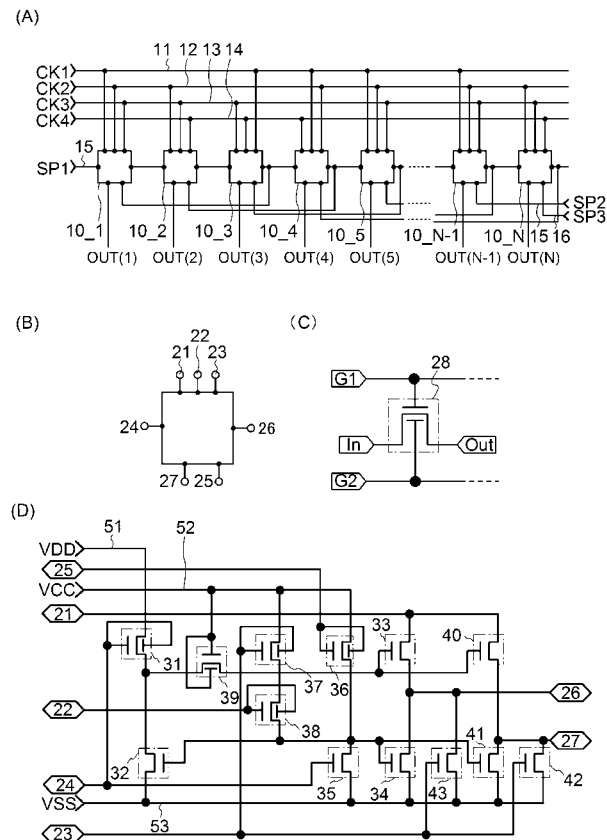 (A)
11 12 13 14
CK1
CK2
CK3
CK4
SP1 15
SP2
SP3
10_1 10_2 10_3 10_4 10_5 10_N-1 10_N 15 16
OUT(1) OUT(2) OUT(3) OUT(4) OUT(5) OUT(N-1) OUT(N)
(B)
22
21 23
24 26
27 25
(C)
28
G1
In Out
G2
(D)
51 52
VDD
25
VCC
21
33 40
31 39 37 36
26
22
38
27
32
41
24
35 34 43 42
VSS
53
23